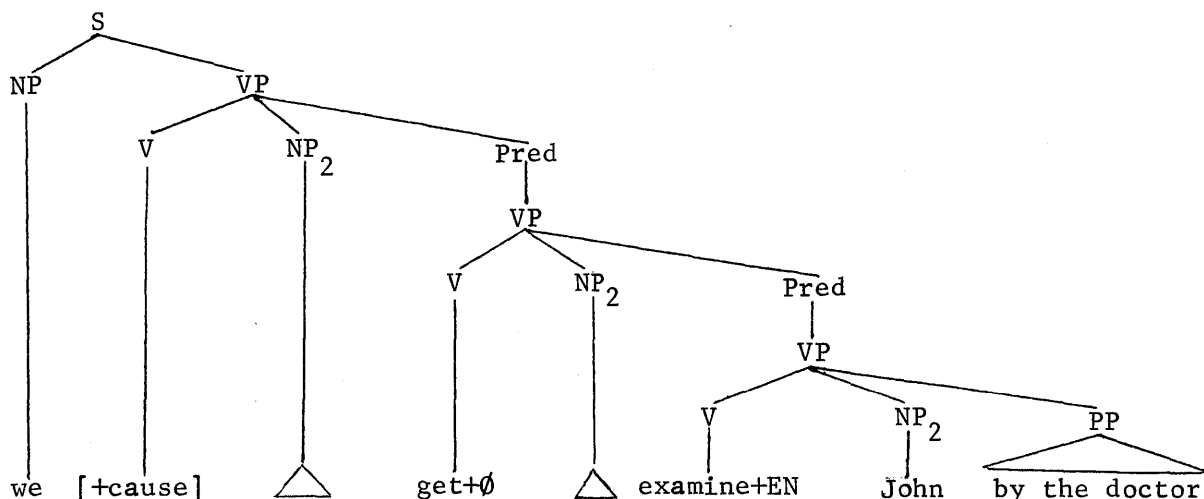 S
NP VP
V NP2 Pred
VP
V NP2 Pred
VP
V NP2 PP
we [+cause] get+Ø examine+EN John by the doctor